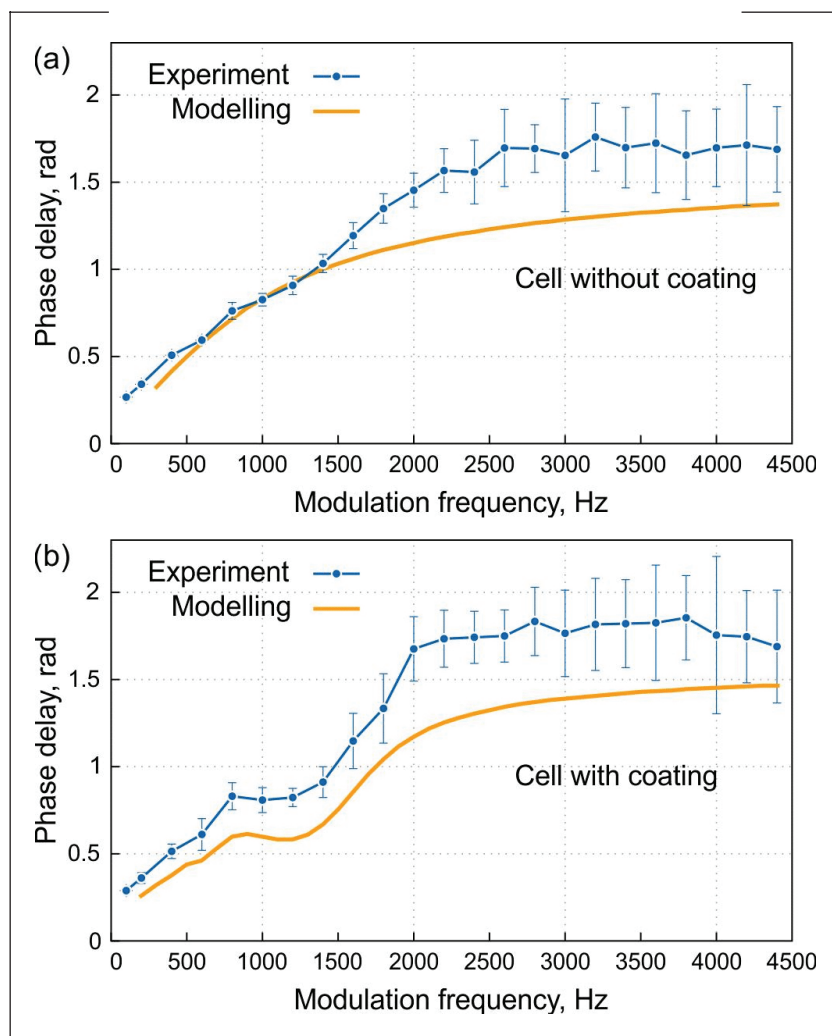 (a)
Experiment
Modelling
2
1.5
1
0.5
0
Phase delay, rad
Cell without coating
0 500 1000 1500 2000 2500 3000 3500 4000 4500
Modulation frequency, Hz
(b)
Experiment
Modelling
2
1.5
1
0.5
0
Phase delay, rad
Cell with coating
0 500 1000 1500 2000 2500 3000 3500 4000 4500
Modulation frequency, Hz